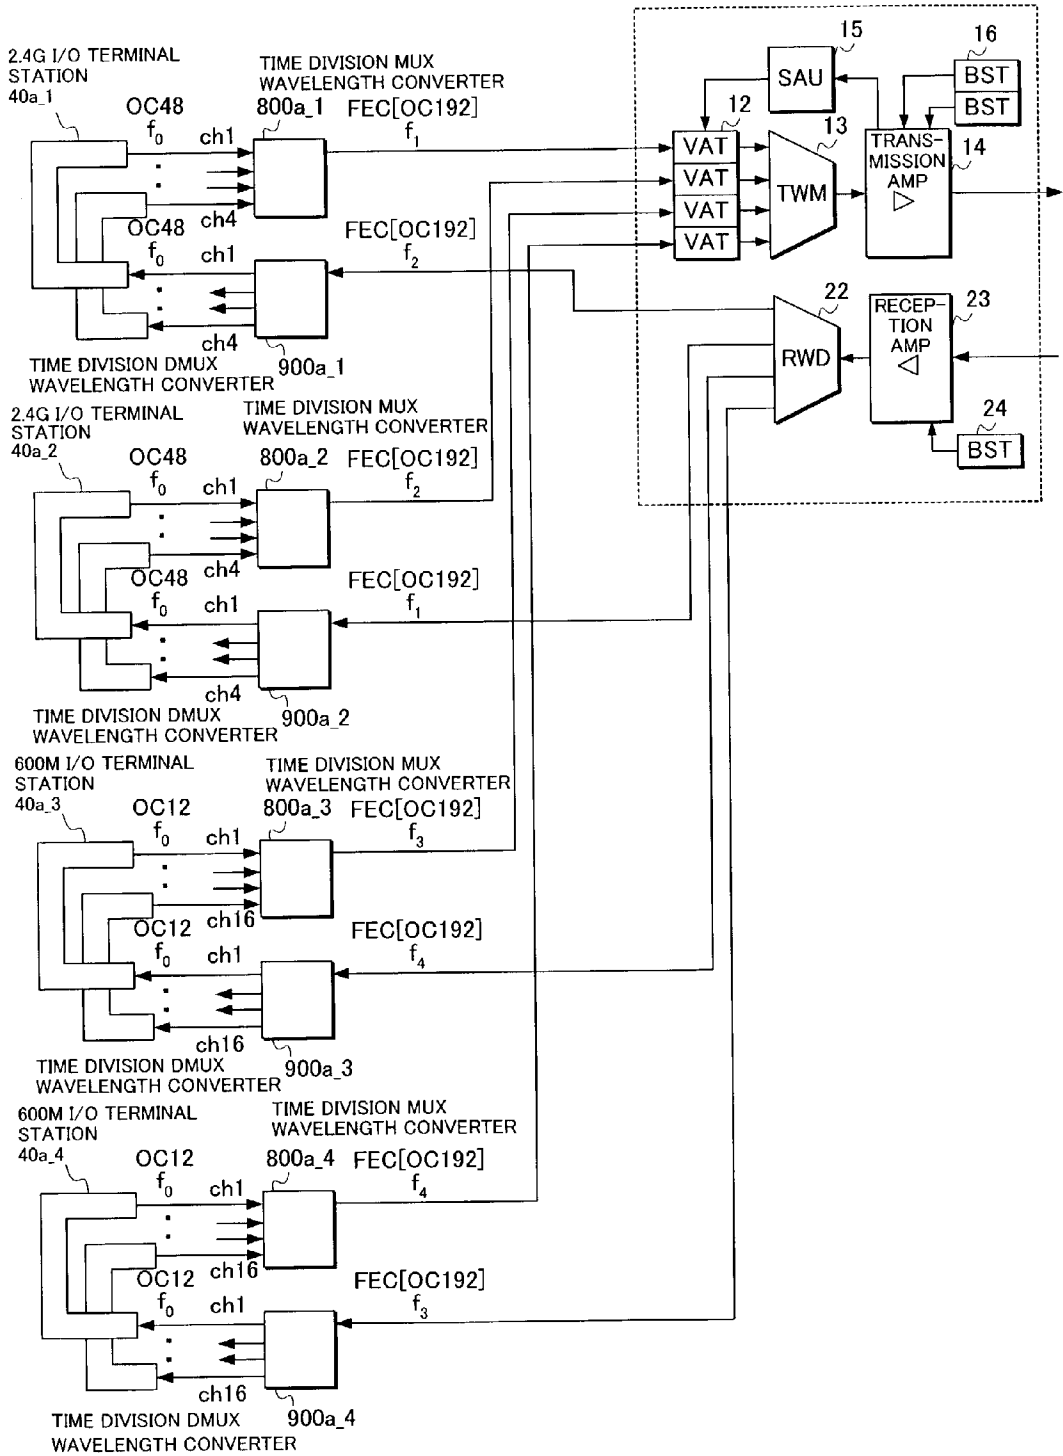 2.4G I/O TERMINAL
STATION
40a_1
TIME DIVISION MUX
WAVELENGTH CONVERTER
800a_1
OC48
f0
ch1
FEC[OC192]
f1
ch4
OC48
f0
ch1
FEC[OC192]
f2
ch4
900a_1
TIME DIVISION DMUX
WAVELENGTH CONVERTER
15
SAU
16
BST
BST
12
VAT
VAT
VAT
VAT
13
TWM
TRANS-
MISSION
AMP
14
22
RWD
RECEP-
TION
AMP
23
24
BST
2.4G I/O TERMINAL
STATION
40a_2
TIME DIVISION MUX
WAVELENGTH CONVERTER
800a_2
OC48
f0
ch1
FEC[OC192]
f2
ch4
OC48
f0
ch1
FEC[OC192]
f1
ch4
900a_2
TIME DIVISION DMUX
WAVELENGTH CONVERTER
600M I/O TERMINAL
STATION
40a_3
TIME DIVISION MUX
WAVELENGTH CONVERTER
800a_3
OC12
f0
ch1
FEC[OC192]
f3
ch16
OC12
f0
ch1
FEC[OC192]
f4
ch16
900a_3
TIME DIVISION DMUX
WAVELENGTH CONVERTER
600M I/O TERMINAL
STATION
40a_4
TIME DIVISION MUX
WAVELENGTH CONVERTER
800a_4
OC12
f0
ch1
FEC[OC192]
f4
ch16
OC12
f0
ch1
FEC[OC192]
f3
ch16
900a_4
TIME DIVISION DMUX
WAVELENGTH CONVERTER